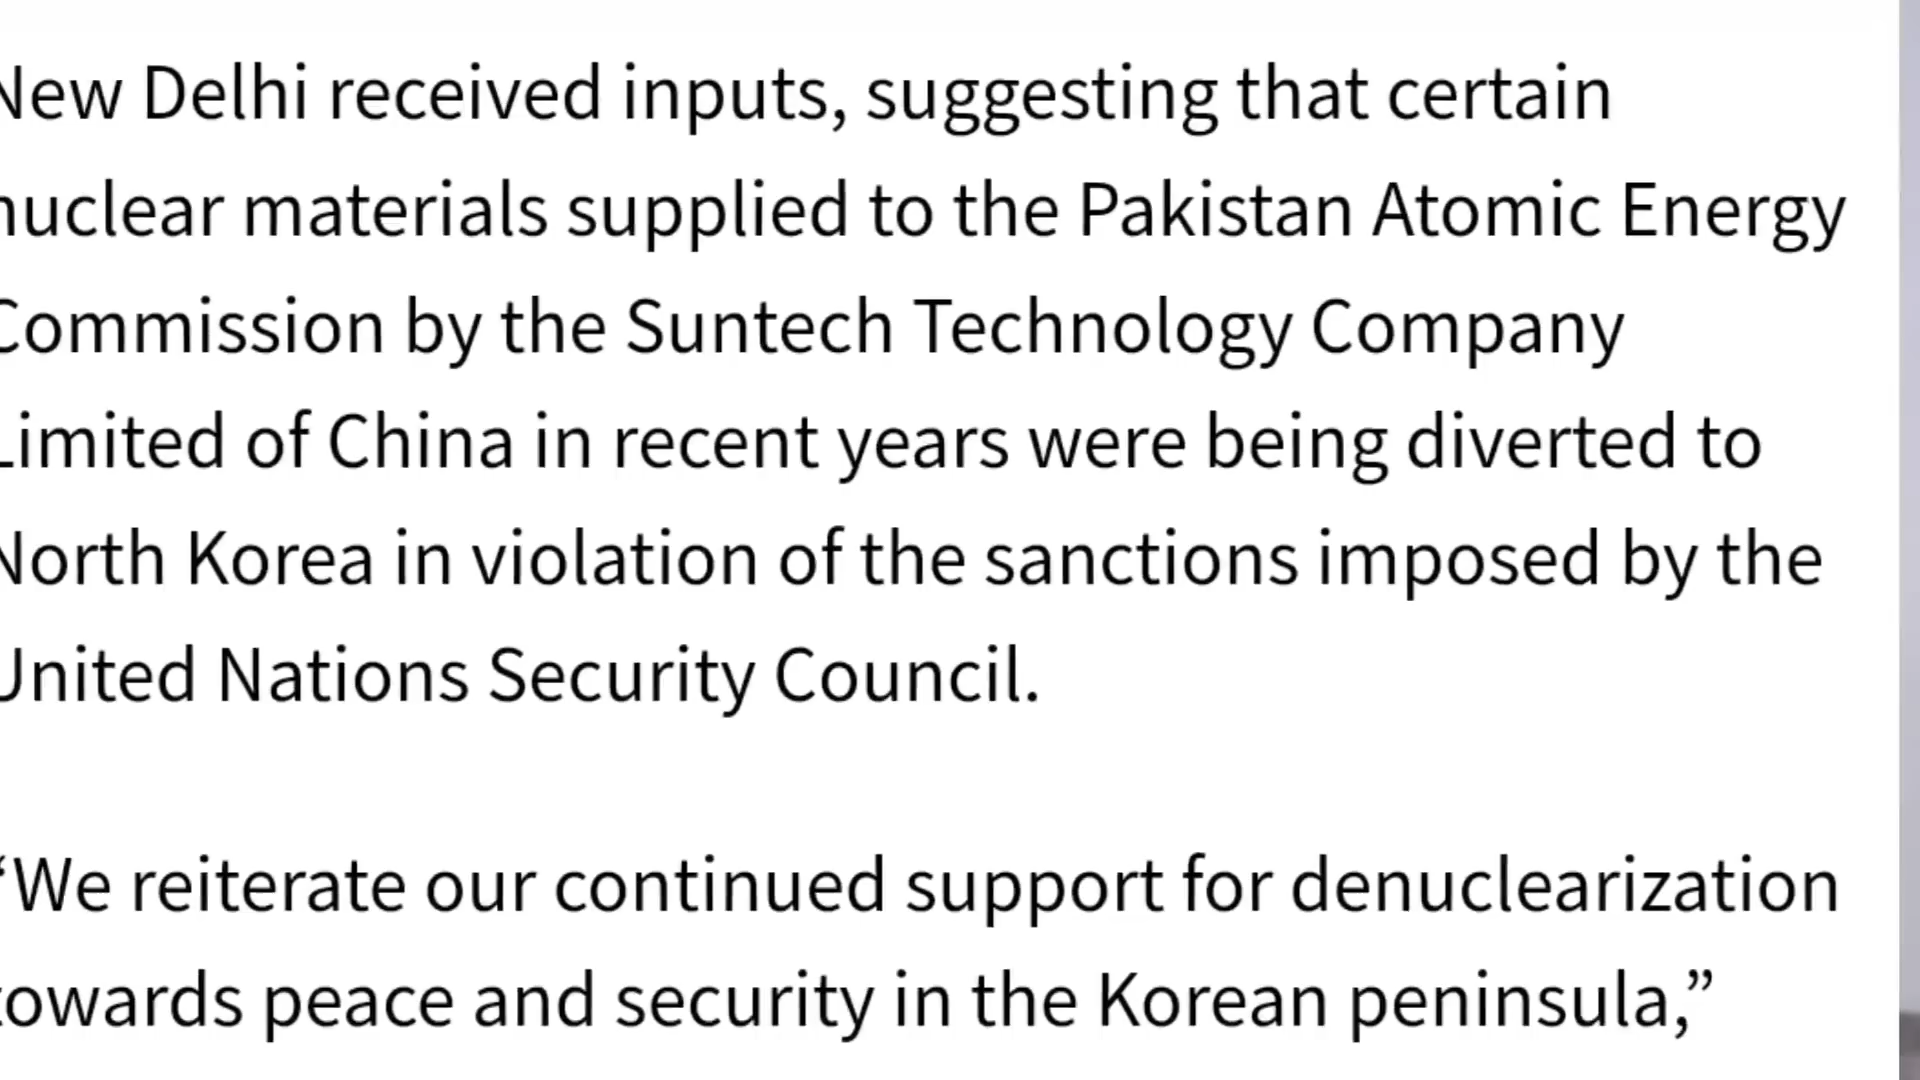 New Delhi received inputs, suggesting that certain
nuclear materials supplied to the Pakistan Atomic Energy
Commission by the Suntech Technology Company
Limited of China in recent years were being diverted to
North Korea in violation of the sanctions imposed by the
United Nations Security Council.
“We reiterate our continued support for denuclearization
towards peace and security in the Korean peninsula,”